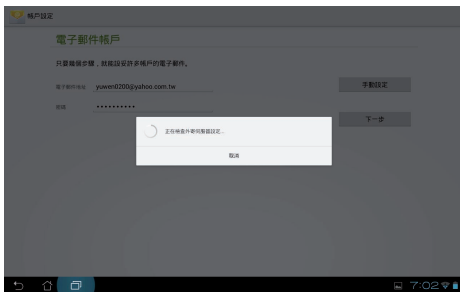 帳戶設定
電子郵件帳戶
只要幾個步驟，就能設妥許多帳戶的電子郵件。
電子郵件地址 yuwen0200@yahoo.com.tw
手動設定
密碼 ••••••••••
下一步
正在檢查外寄伺服器設定...
取消
7:02